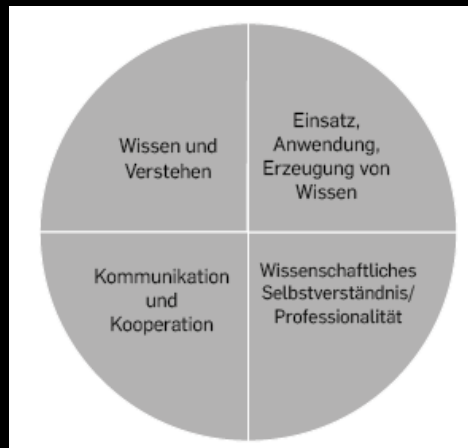 Wissen und
Verstehen
Einsatz,
Anwendung,
Erzeugung von
Wissen
Kommunikation
und
Kooperation
Wissenschaftliches
Selbstverständnis/
Professionalität